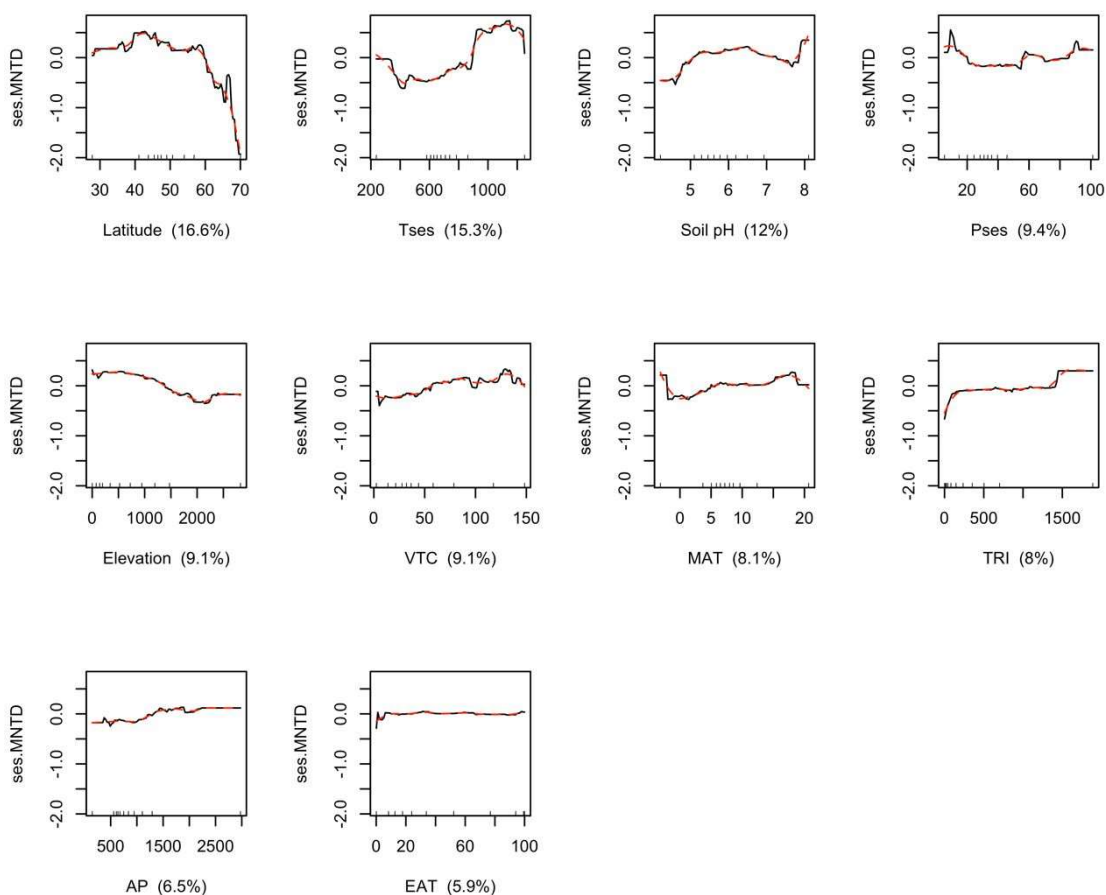 ses.MNTD
0.0
-1.0
-2.0
30 40 50 60 70
Latitude (16.6%)
ses.MNTD
0.0
-1.0
-2.0
200 600 1000
Tses (15.3%)
ses.MNTD
0.0
-1.0
-2.0
5 6 7 8
Soil pH (12%)
ses.MNTD
0.0
-1.0
-2.0
20 60 100
Pses (9.4%)
ses.MNTD
0.0
-1.0
-2.0
0 1000 2000
Elevation (9.1%)
ses.MNTD
0.0
-1.0
-2.0
0 50 100 150
VTC (9.1%)
ses.MNTD
0.0
-1.0
-2.0
0 5 10 20
MAT (8.1%)
ses.MNTD
0.0
-1.0
-2.0
0 500 1500
TRI (8%)
ses.MNTD
0.0
-1.0
-2.0
500 1500 2500
AP (6.5%)
ses.MNTD
0.0
-1.0
-2.0
0 20 60 100
EAT (5.9%)